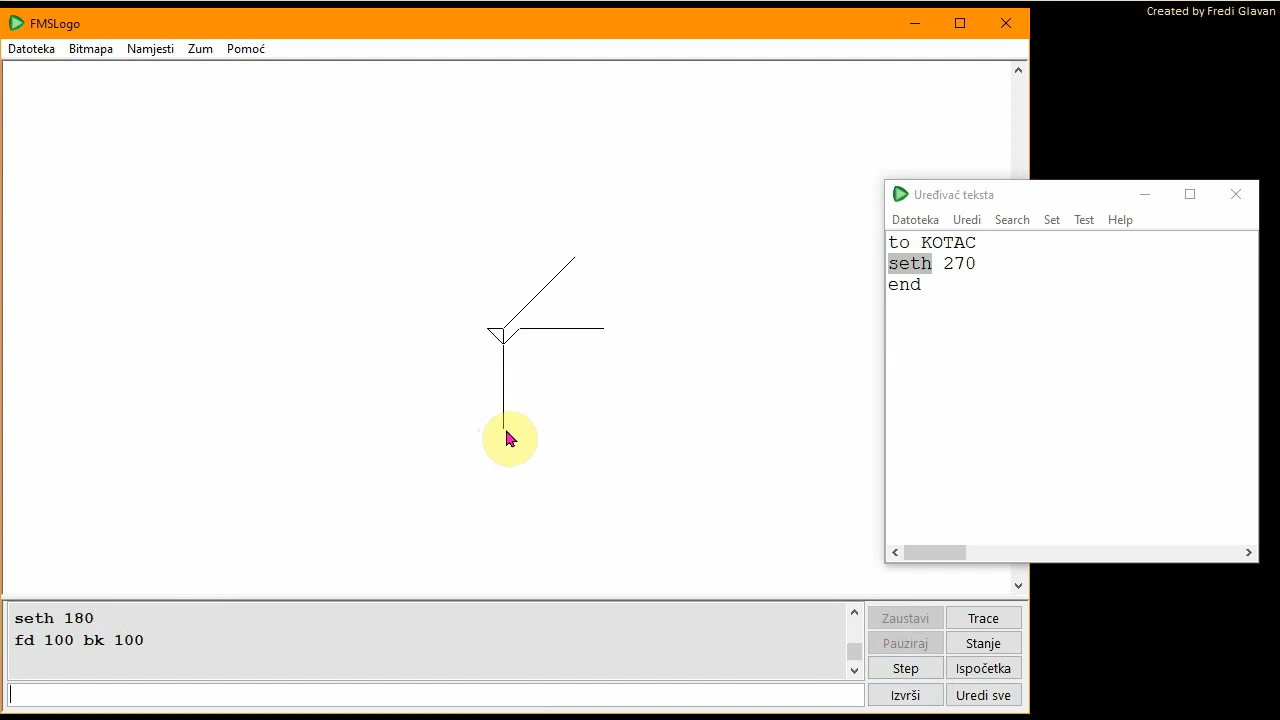 Created by Fredi Glavan
FMSLogo
Datoteka Bitmapa Namjesti Zum Pomoć
Uređivač teksta
Datoteka Uredi Search Set Test Help
to KOTAC
seth 270
end
seth 180
fd 100 bk 100
Zaustavi Trace
Pauziraj Stanje
Step Ispočetka
Izvrši Uredi sve